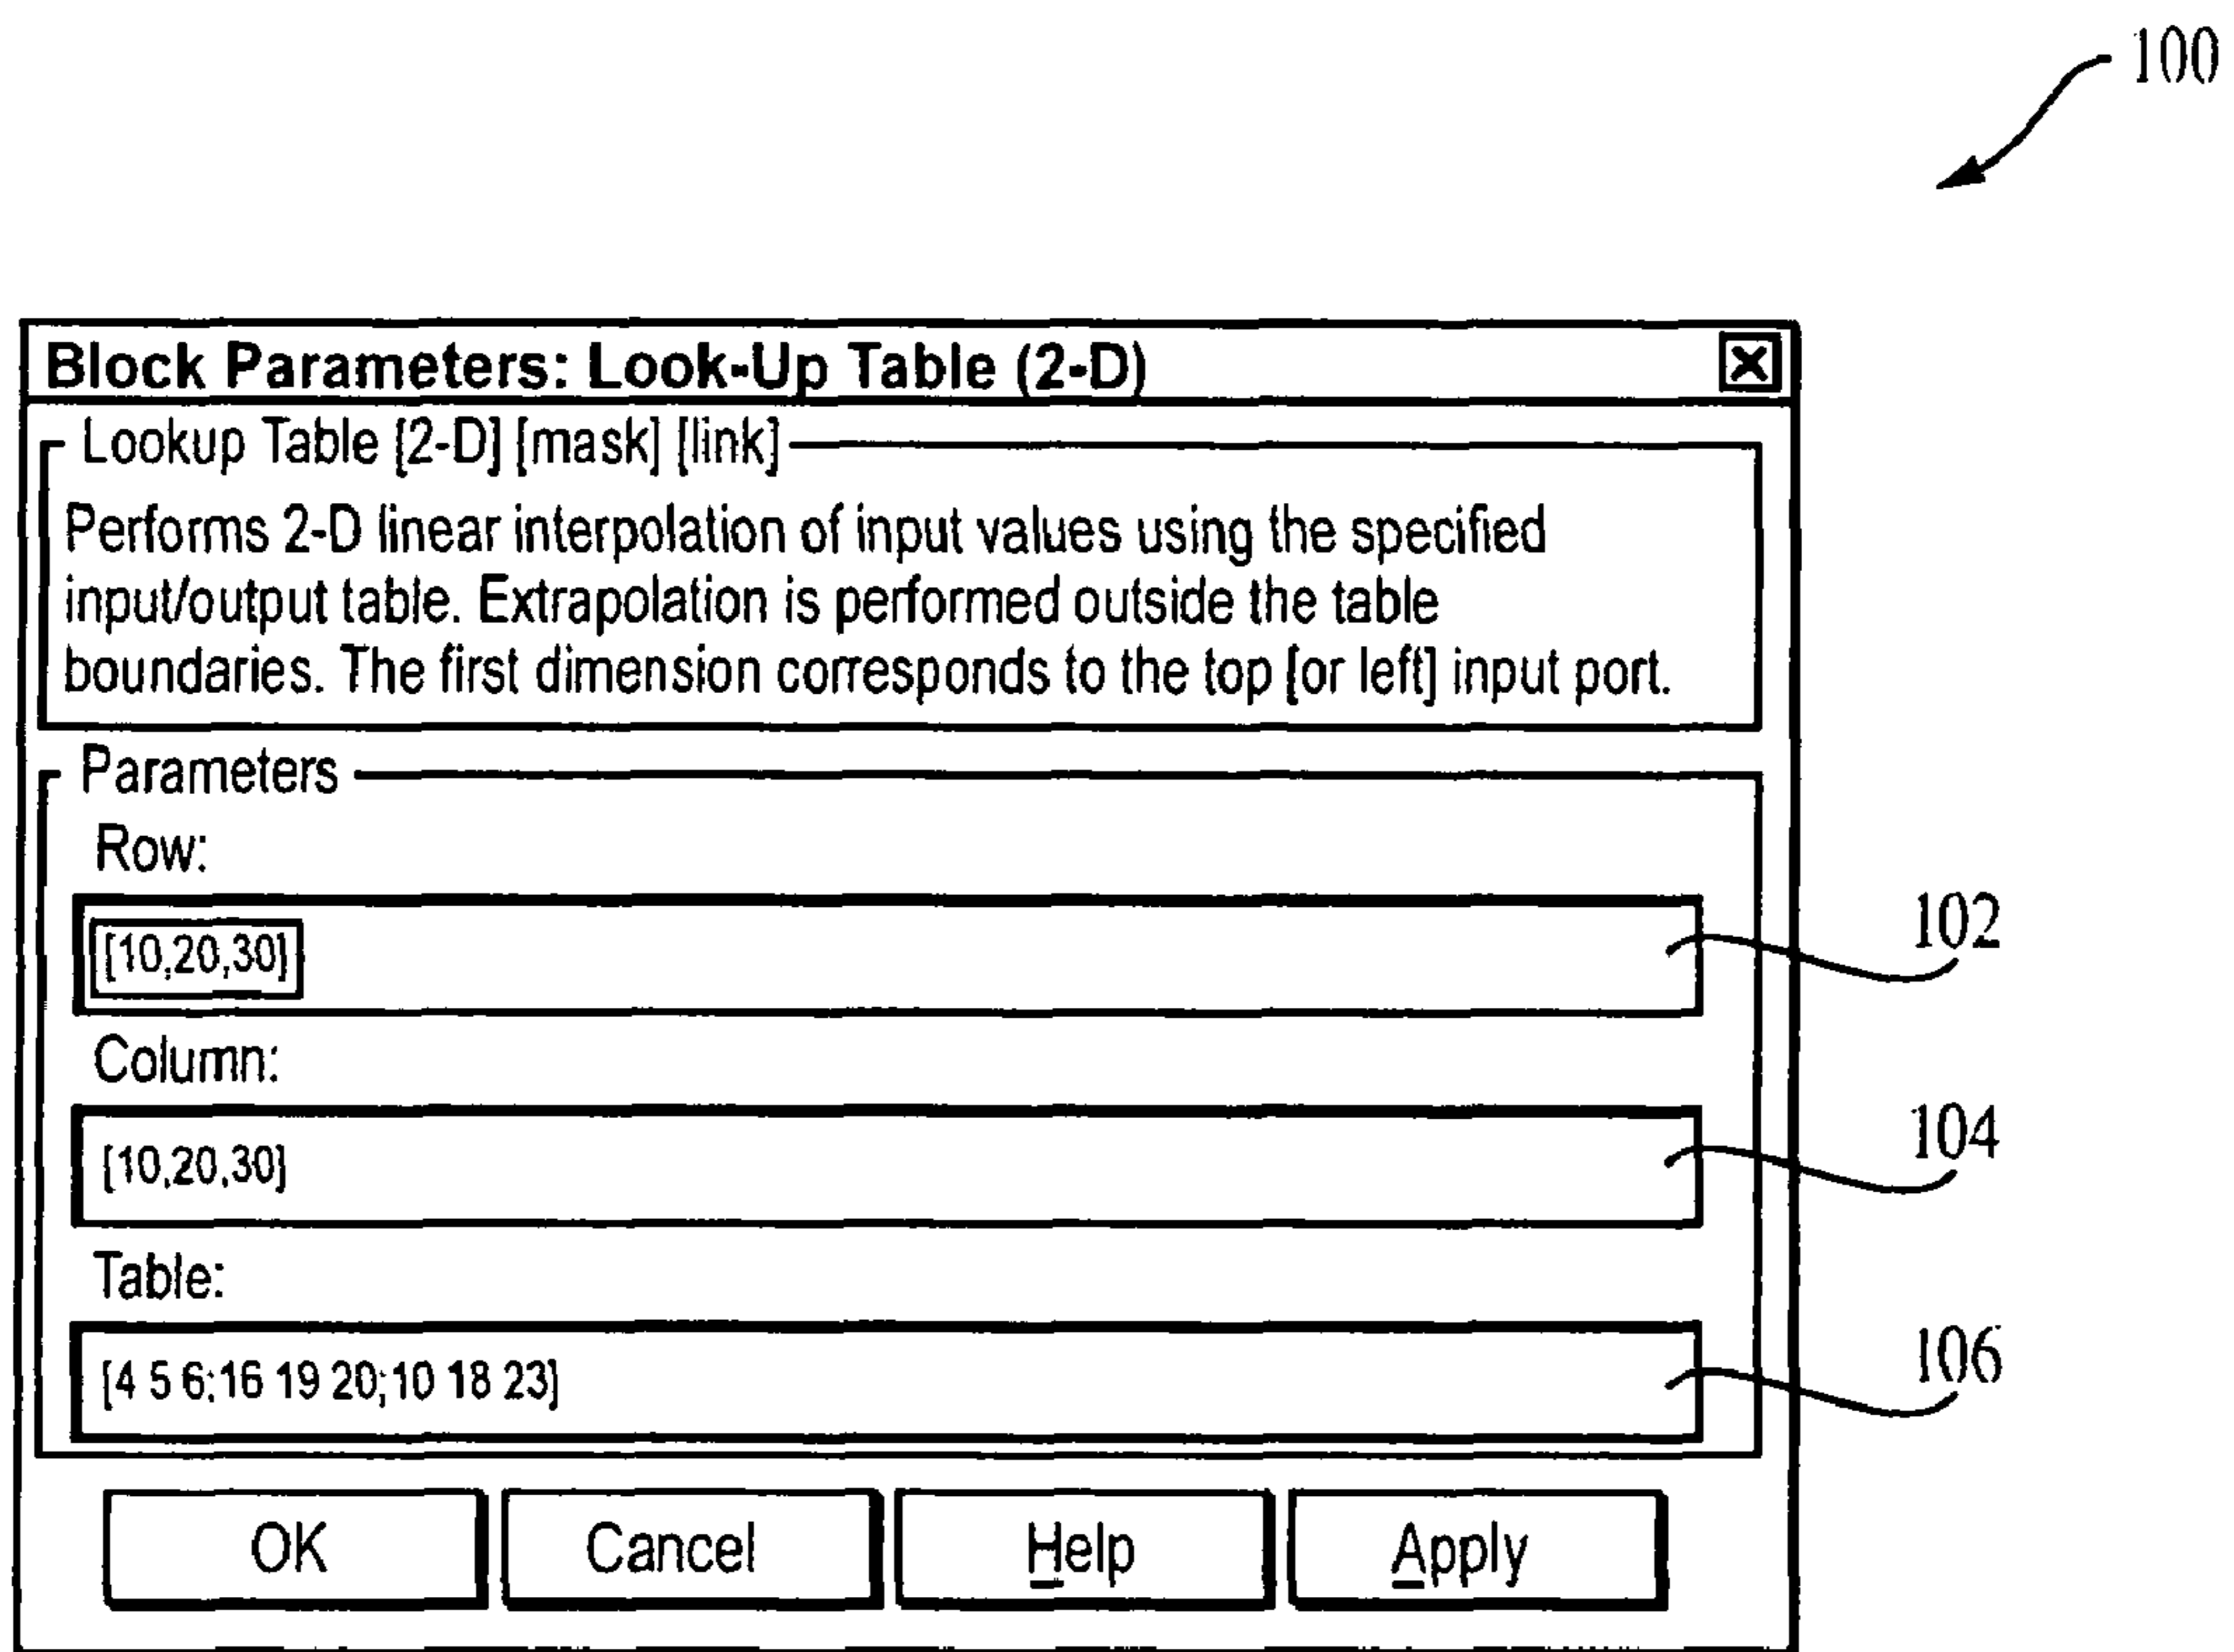 100
Block Parameters: Look-Up Table (2-D)
Lookup Table [2-D] [mask] [link]
Performs 2-D linear interpolation of input values using the specified
input/output table. Extrapolation is performed outside the table
boundaries. The first dimension corresponds to the top [or left] input port.
Parameters
Row:
[10,20,30]
102
Column:
[10,20,30]
104
Table:
[4 5 6;16 19 20;10 18 23]
106
OK
Cancel
Help
Apply